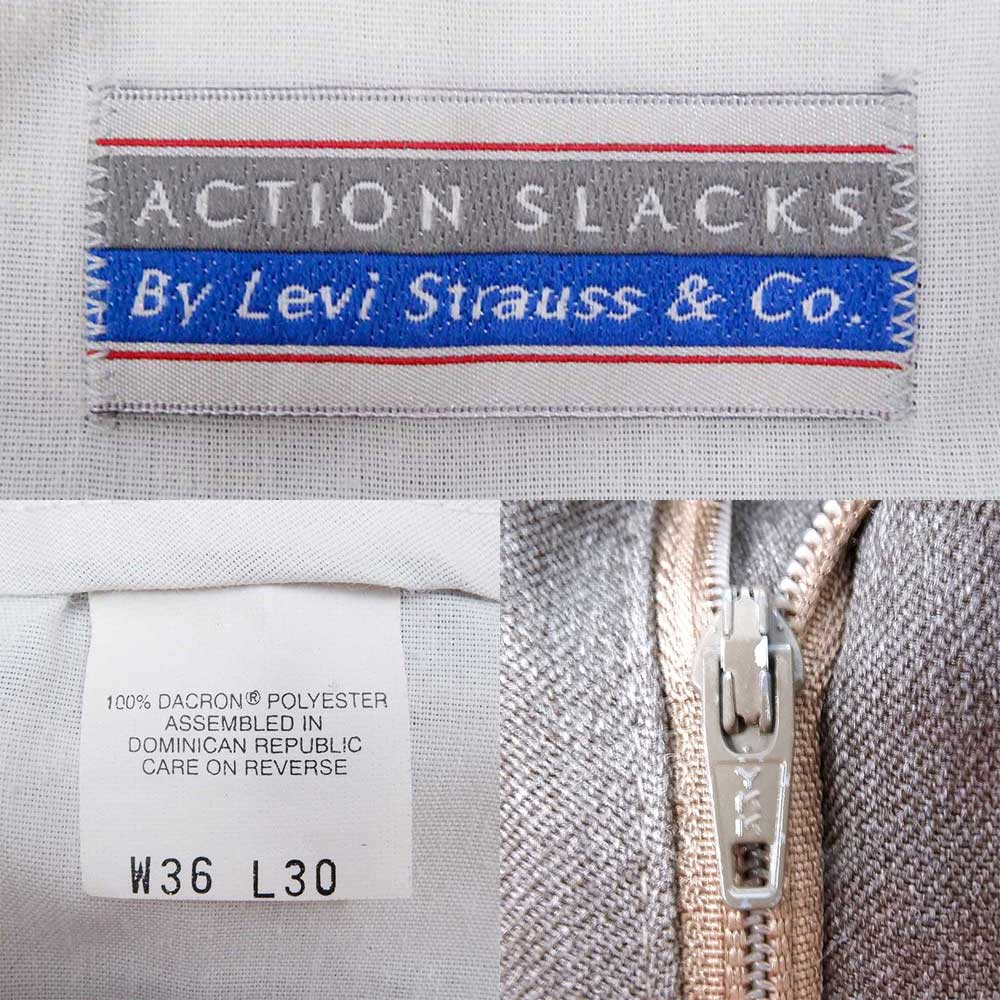 ACTION SLACKS
By Levi Strauss & Co.
100% DACRON® POLYESTER
ASSEMBLED IN
DOMINICAN REPUBLIC
CARE ON REVERSE
W36 L30
YKK